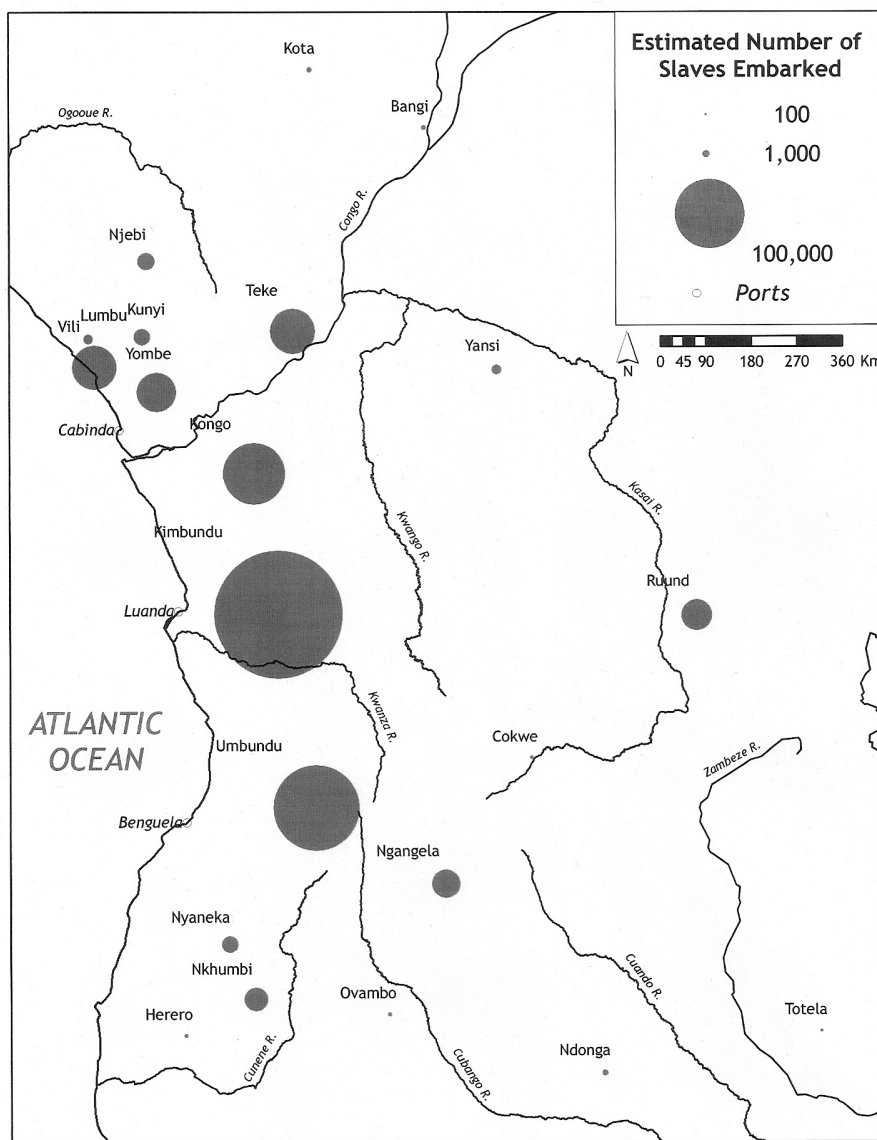 Estimated Number of
Slaves Embarked
100
1,000
100,000
Ports
N
0 45 90 180 270 360 Km
Kota
Bangi
Ogooue R.
Congo R.
Njebi
Teke
Lumbu
Kunyi
Vili
Yombe
Yansi
Cabinda
Kongo
Kasai R.
Kwango R.
Kimbundu
Ruund
Luanda
Kwanza R.
ATLANTIC
OCEAN
Umbundu
Cokwe
Zambeze R.
Benguela
Ngangela
Nyaneka
Nkhumbi
Ovambo
Cuando R.
Herero
Totela
Cunene R.
Cubango R.
Ndonga